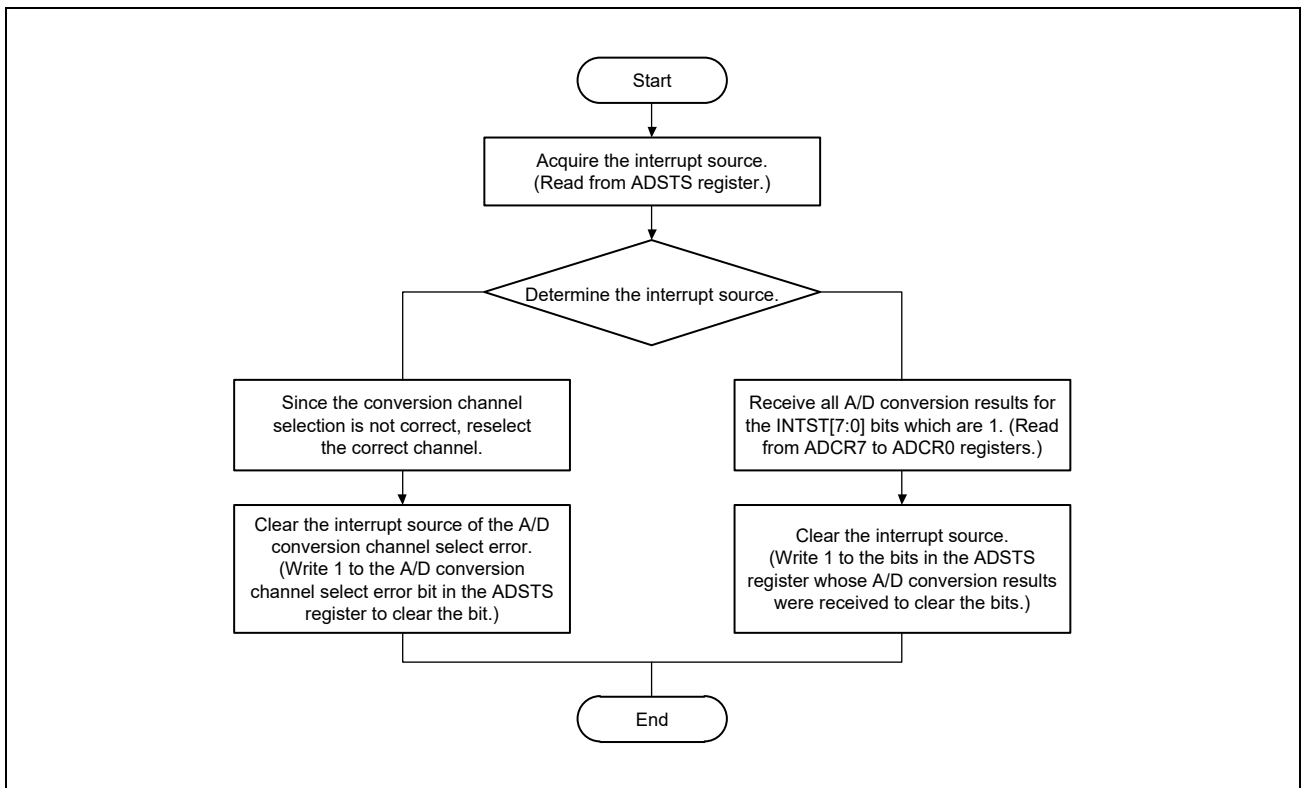 Start
Acquire the interrupt source.
(Read from ADSTS register.)
Determine the interrupt source.
Since the conversion channel
selection is not correct, reselect
the correct channel.
Receive all A/D conversion results for
the INTST[7:0] bits which are 1. (Read
from ADCR7 to ADCR0 registers.)
Clear the interrupt source of the A/D
conversion channel select error.
(Write 1 to the A/D conversion
channel select error bit in the ADSTS
register to clear the bit.)
Clear the interrupt source.
(Write 1 to the bits in the ADSTS
register whose A/D conversion results
were received to clear the bits.)
End